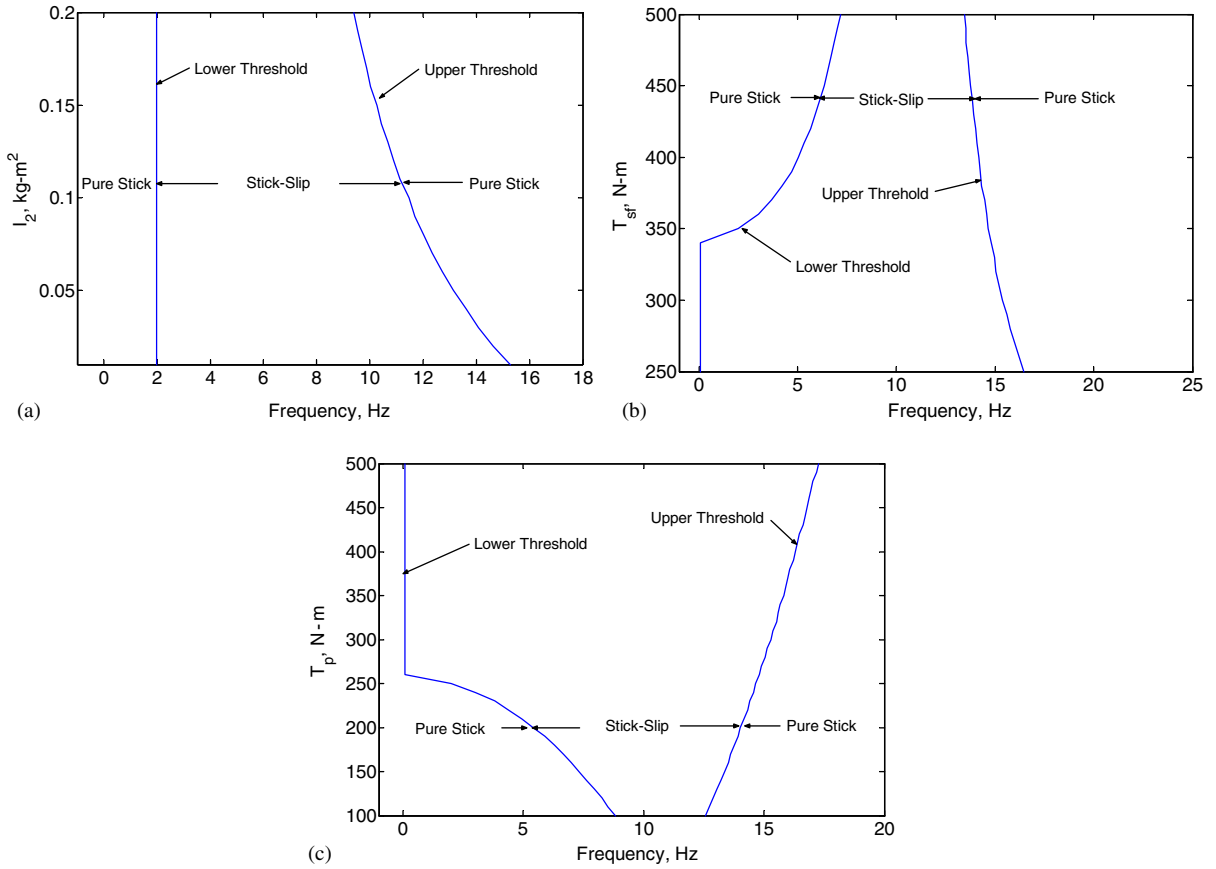 0.2
0.15
0.1
0.05
I2, kg-m2
Lower Threshold
Upper Threshold
Pure Stick
Stick-Slip
Pure Stick
0 2 4 6 8 10 12 14 16 18
Frequency, Hz
(a)
500
450
400
350
300
250
Tsf, N-m
Pure Stick
Stick-Slip
Pure Stick
Upper Threhold
Lower Threshold
0 5 10 15 20 25
Frequency, Hz
(b)
500
450
400
350
300
250
200
150
100
Tp, N-m
Lower Threshold
Upper Threshold
Pure Stick
Stick-Slip
Pure Stick
0 5 10 15 20
Frequency, Hz
(c)